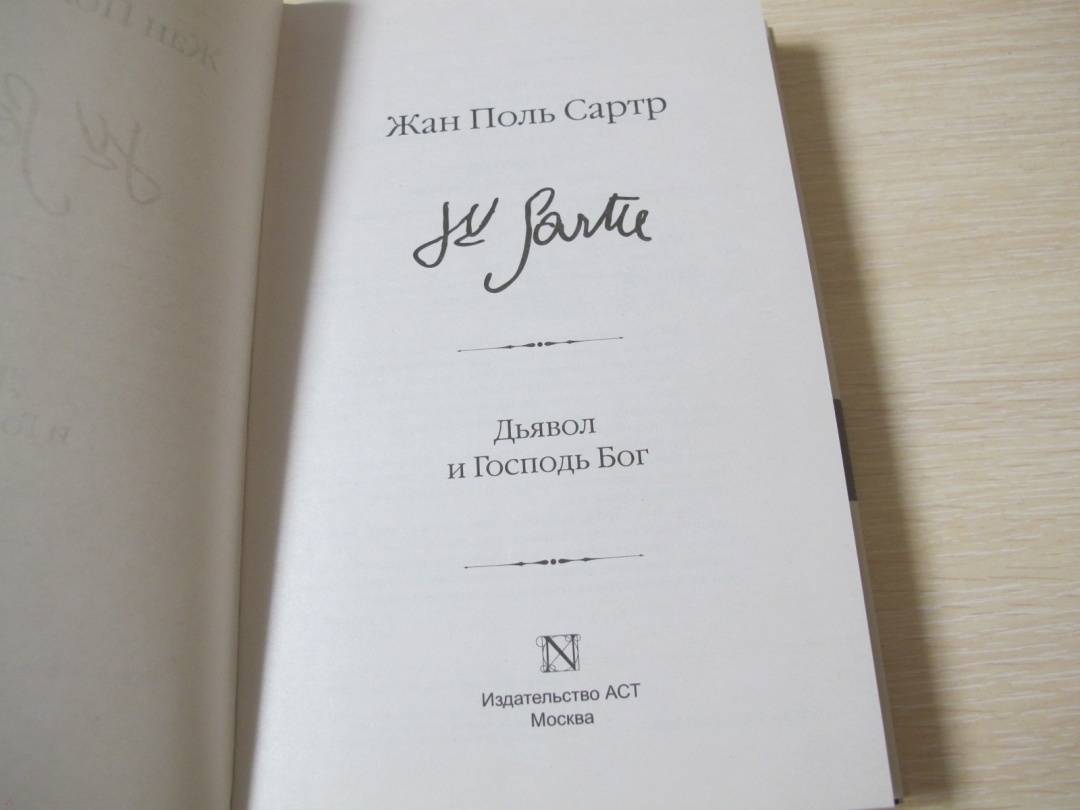 Жан Поль Сартр
JP Sartre
Дьявол
и Господь Бог
N
Издательство АСТ
Москва